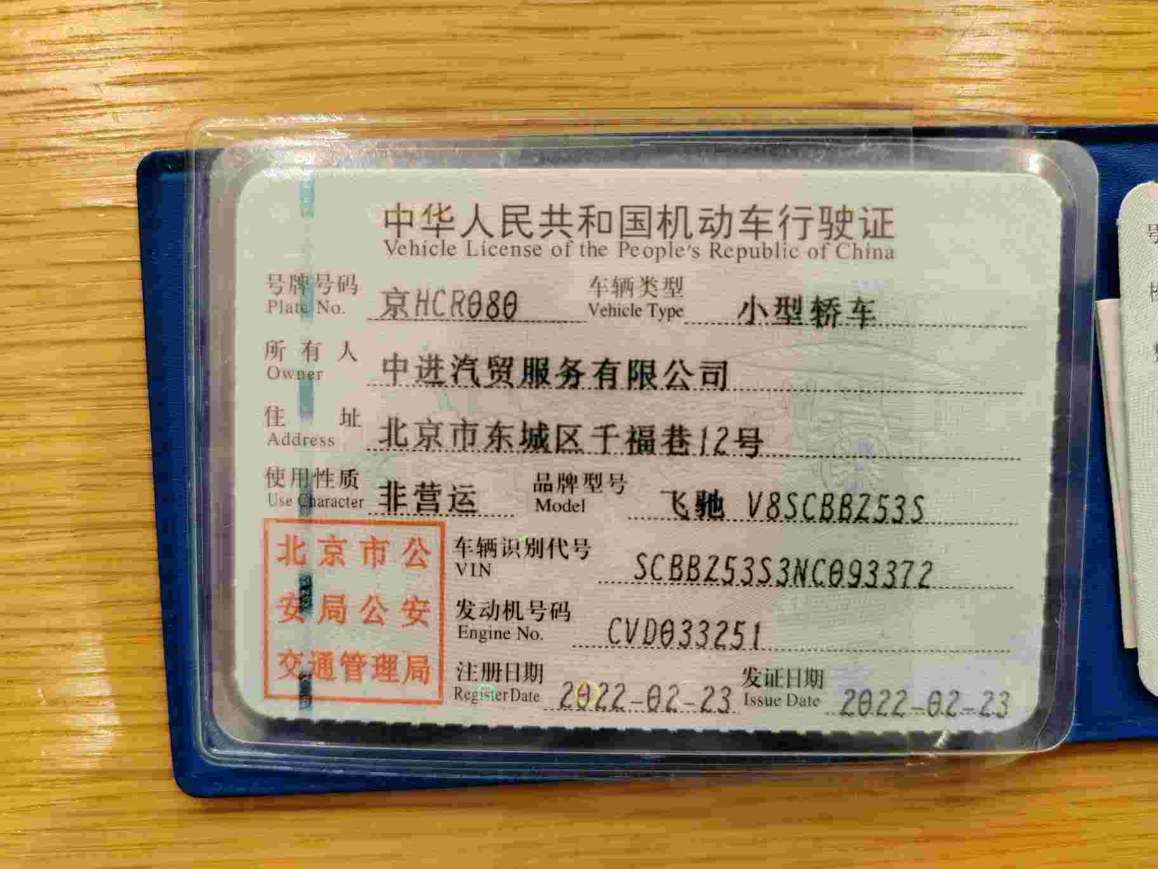 中华人民共和国机动车行驶证
Vehicle License of the People's Republic of China
号牌号码 京HCR080 车辆类型 小型轿车
Plate No. Vehicle Type
所有人 中进汽贸服务有限公司
Owner
住址 北京市东城区千福巷12号
Address
使用性质 非营运 品牌型号 飞驰 V8SCBBZ53S
Use Character Model
北京市公安局公安交通管理局
车辆识别代号 SCBBZ53S3NC093372
VIN
发动机号码 CVD033251
Engine No.
注册日期 2022-02-23 发证日期 2022-02-23
Register Date Issue Date
号